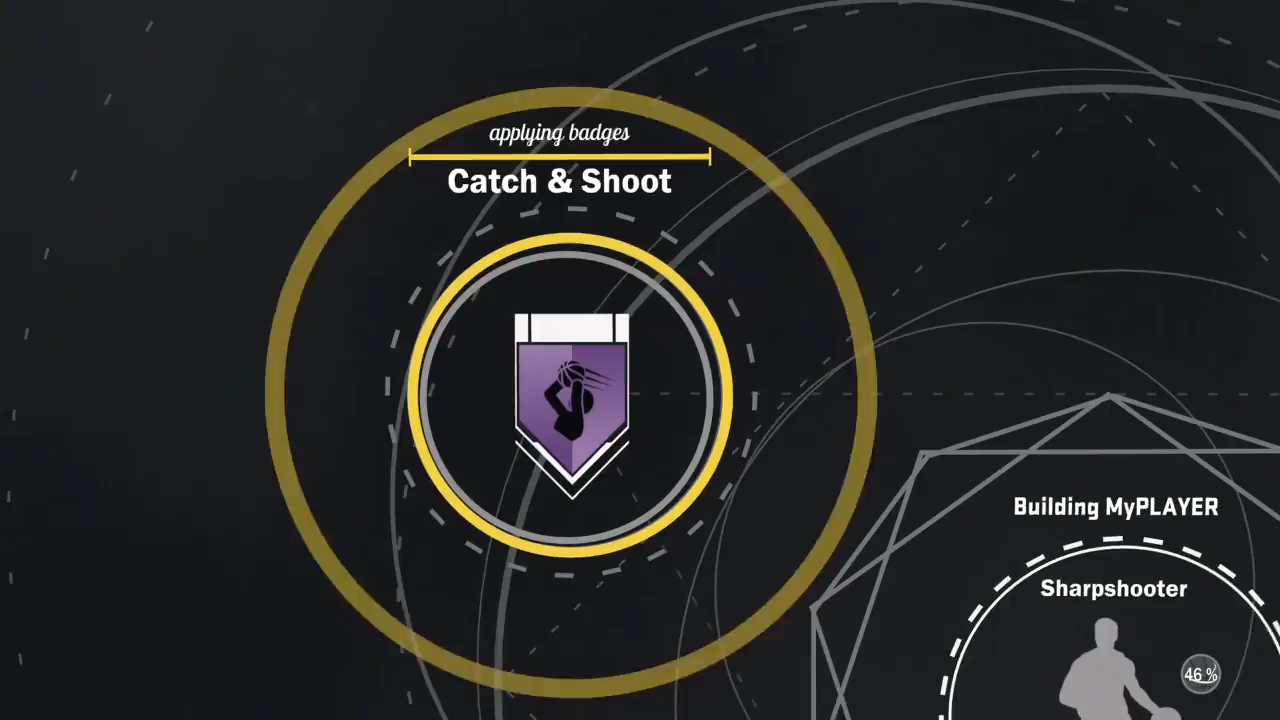 applying badges
Catch & Shoot
Building MyPLAYER
Sharpshooter
46 %